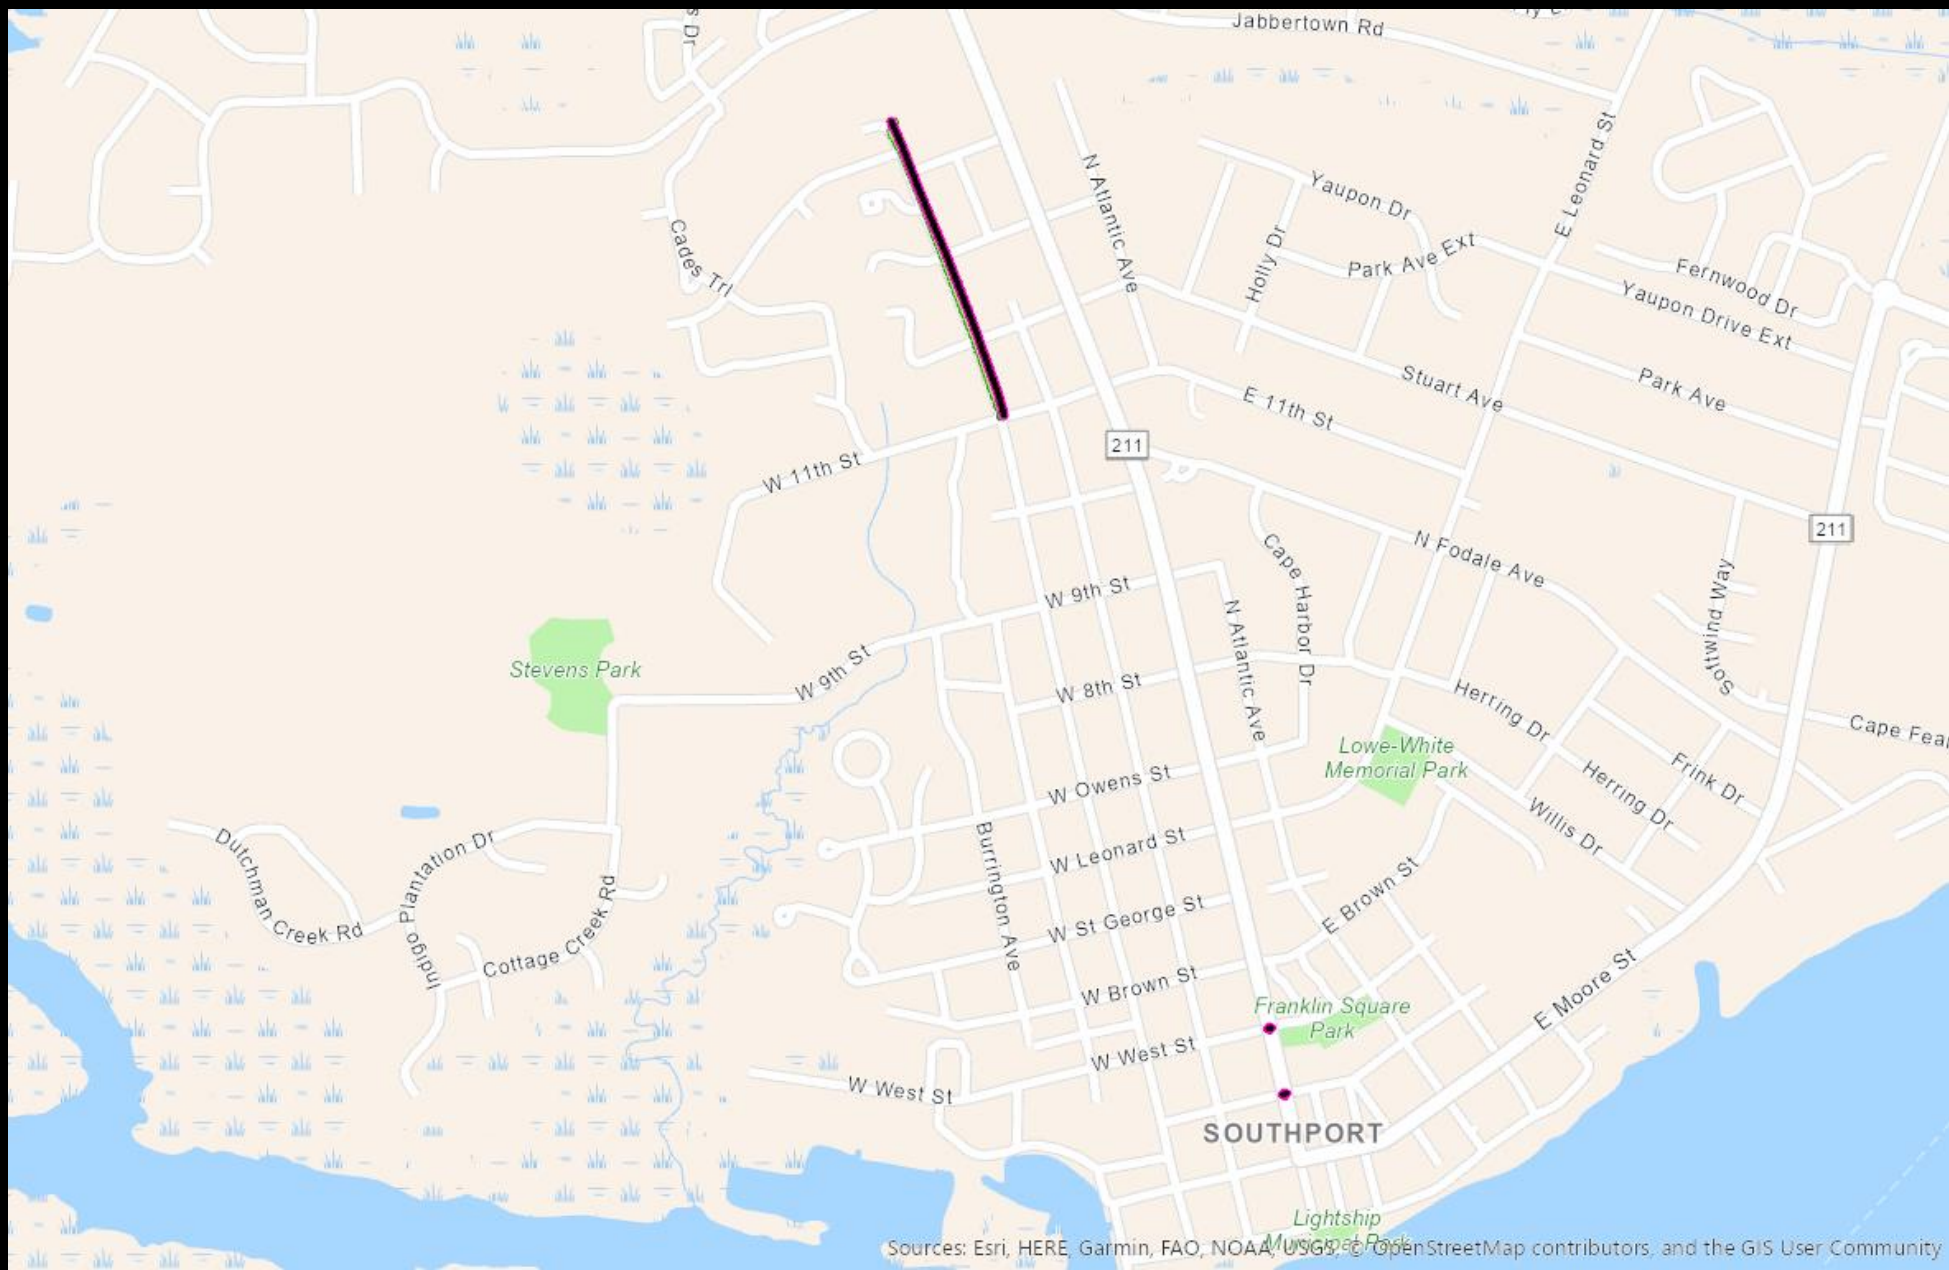 Jabbertown Rd
s Dr
N Atlantic Ave
E Leonard St
Yaupon Dr
Holly Dr
Park Ave Ext
Cades Trl
Fernwood Dr
Yaupon Drive Ext
Stuart Ave
Park Ave
E 11th St
211
W 11th St
211
N Fodale Ave
Cape Harbor Dr
Softwind Way
W 9th St
N Atlantic Ave
Stevens Park
W 9th St
W 8th St
Herring Dr
Cape Fear
Lowe-White
Memorial Park
Frink Dr
W Owens St
Herring Dr
Willis Dr
Dutchman Creek Rd
Indigo Plantation Dr
Burrington Ave
W Leonard St
E Brown St
Cottage Creek Rd
W St George St
W Brown St
E Moore St
Franklin Square
Park
W West St
W West St
SOUTHPORT
Lightship
Municipal Park
Sources: Esri, HERE, Garmin, FAO, NOAA, USGS, © OpenStreetMap contributors, and the GIS User Community